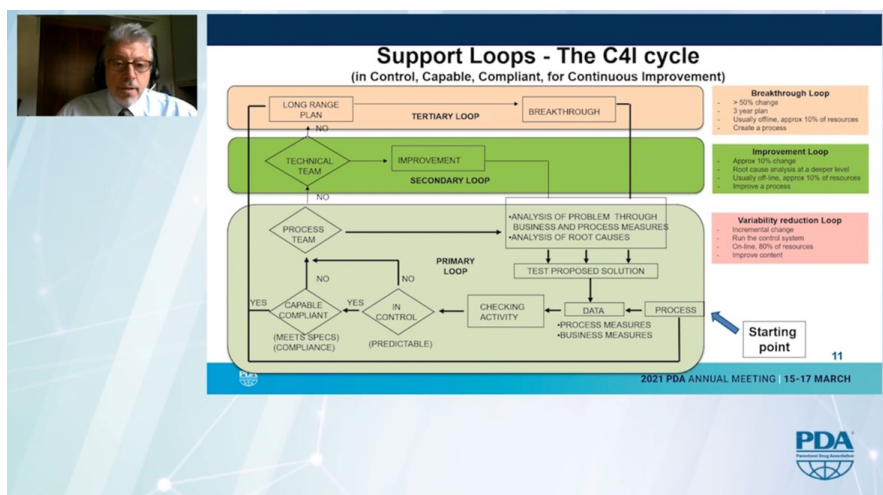 Support Loops - The C4I cycle
(in Control, Capable, Compliant, for Continuous Improvement)
LONG RANGE
PLAN
TERTIARY LOOP
BREAKTHROUGH
NO
TECHNICAL
TEAM
IMPROVEMENT
SECONDARY LOOP
NO
PROCESS
TEAM
•ANALYSIS OF PROBLEM THROUGH
BUSINESS AND PROCESS MEASURES
•ANALYSIS OF ROOT CAUSES
PRIMARY
LOOP
TEST PROPOSED SOLUTION
NO
NO
YES
CAPABLE
COMPLIANT
YES
IN
CONTROL
CHECKING
ACTIVITY
DATA
PROCESS
(MEETS SPECS)
(COMPLIANCE)
(PREDICTABLE)
•PROCESS MEASURES
•BUSINESS MEASURES
Breakthrough Loop
- > 50% change
- 3 year plan
- Usually offline, approx 10% of resources
- Create a process
Improvement Loop
- Approx 10% change
- Root cause analysis at a deeper level
- Usually off-line, approx 10% of resources
- Improve a process
Variability reduction Loop
- Incremental change
- Run the control system
- On-line, 80% of resources
- Improve content
Starting
point
11
PDA
2021 PDA ANNUAL MEETING | 15-17 MARCH
PDA
Parenteral Drug Association